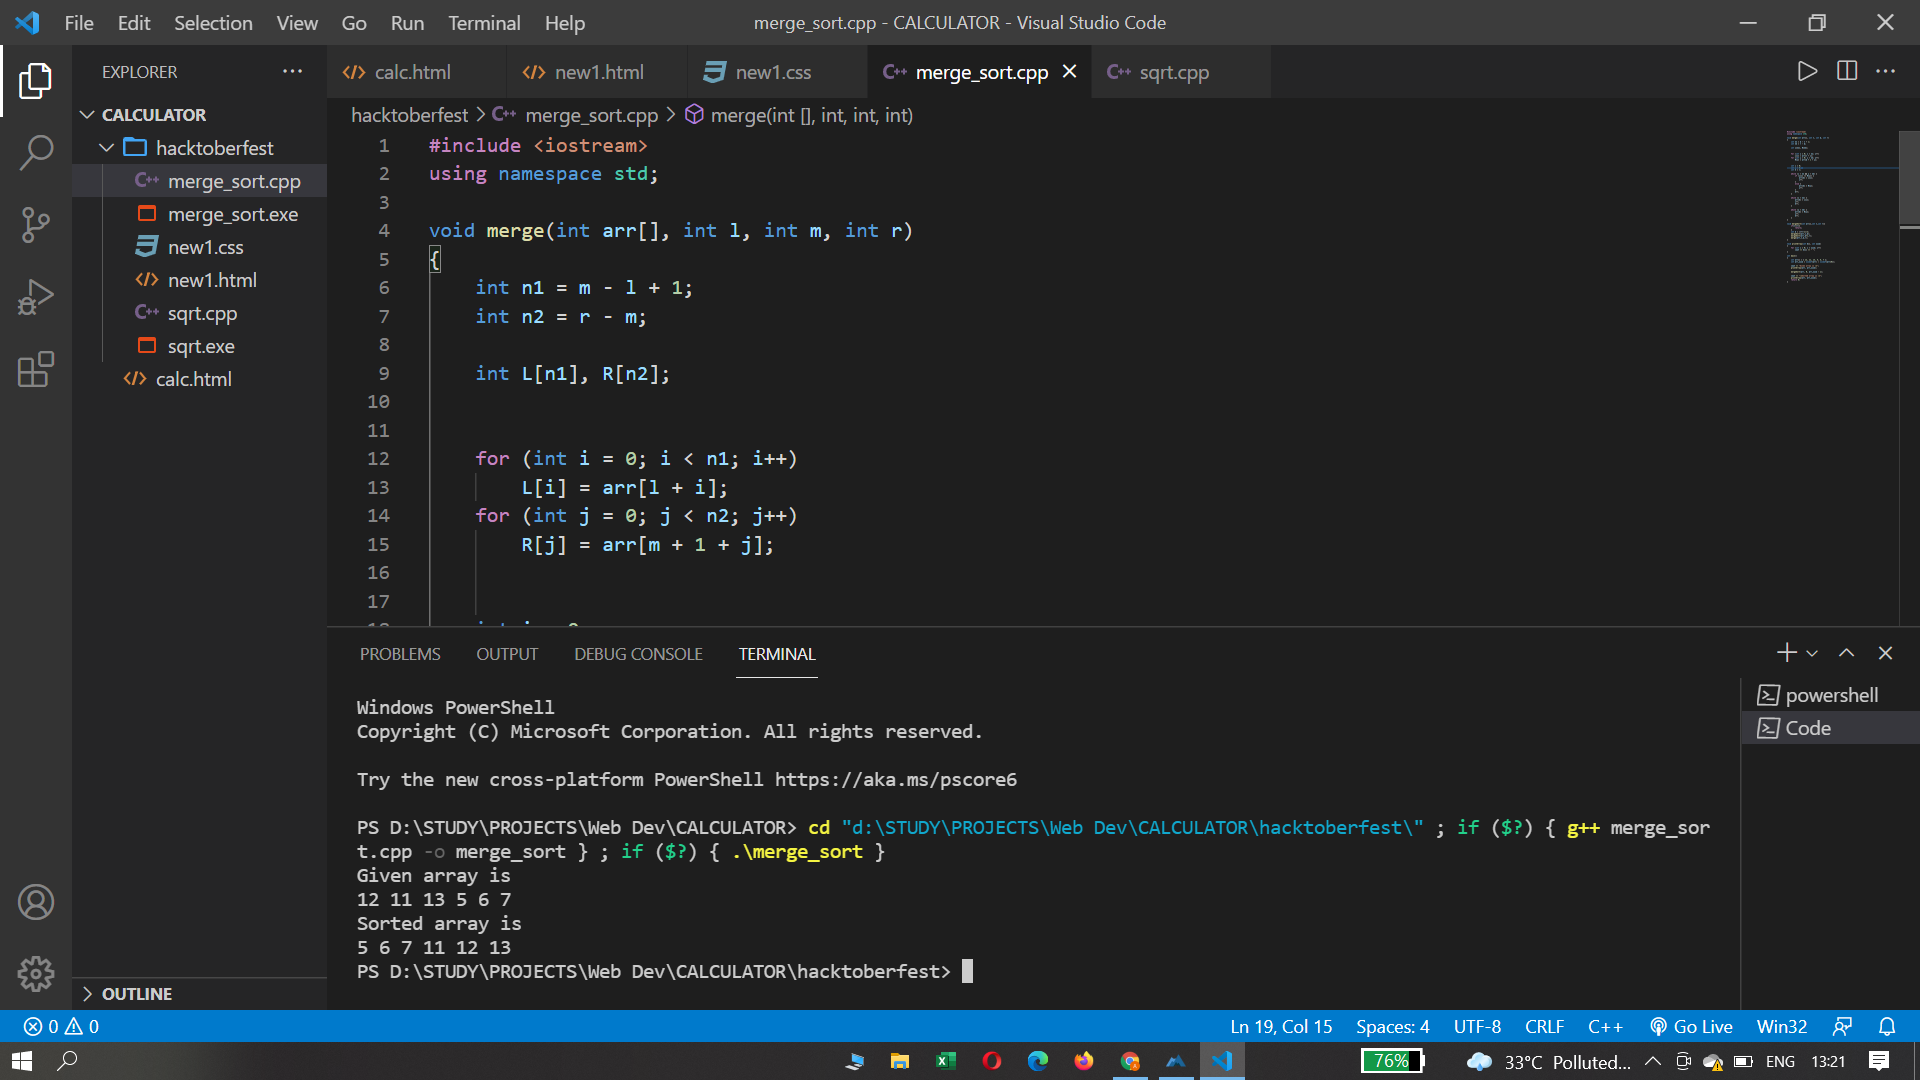 File Edit Selection View Go Run Terminal Help
merge_sort.cpp - CALCULATOR - Visual Studio Code
EXPLORER
CALCULATOR
hacktoberfest
merge_sort.cpp
merge_sort.exe
new1.css
new1.html
sqrt.cpp
sqrt.exe
calc.html
OUTLINE
calc.html new1.html new1.css merge_sort.cpp sqrt.cpp
hacktoberfest > merge_sort.cpp > merge(int [], int, int, int)
1 #include <iostream>
2 using namespace std;
3
4 void merge(int arr[], int l, int m, int r)
5 {
6 int n1 = m - l + 1;
7 int n2 = r - m;
8
9 int L[n1], R[n2];
10
11
12 for (int i = 0; i < n1; i++)
13 L[i] = arr[l + i];
14 for (int j = 0; j < n2; j++)
15 R[j] = arr[m + 1 + j];
16
17
PROBLEMS OUTPUT DEBUG CONSOLE TERMINAL
Windows PowerShell
Copyright (C) Microsoft Corporation. All rights reserved.
Try the new cross-platform PowerShell https://aka.ms/pscore6
PS D:\STUDY\PROJECTS\Web Dev\CALCULATOR> cd "d:\STUDY\PROJECTS\Web Dev\CALCULATOR\hacktoberfest\" ; if ($?) { g++ merge_sor
t.cpp -o merge_sort } ; if ($?) { .\merge_sort }
Given array is
12 11 13 5 6 7
Sorted array is
5 6 7 11 12 13
PS D:\STUDY\PROJECTS\Web Dev\CALCULATOR\hacktoberfest>
powershell
Code
0 0
Ln 19, Col 15 Spaces: 4 UTF-8 CRLF C++ Go Live Win32
76% 33°C Polluted... ENG 13:21